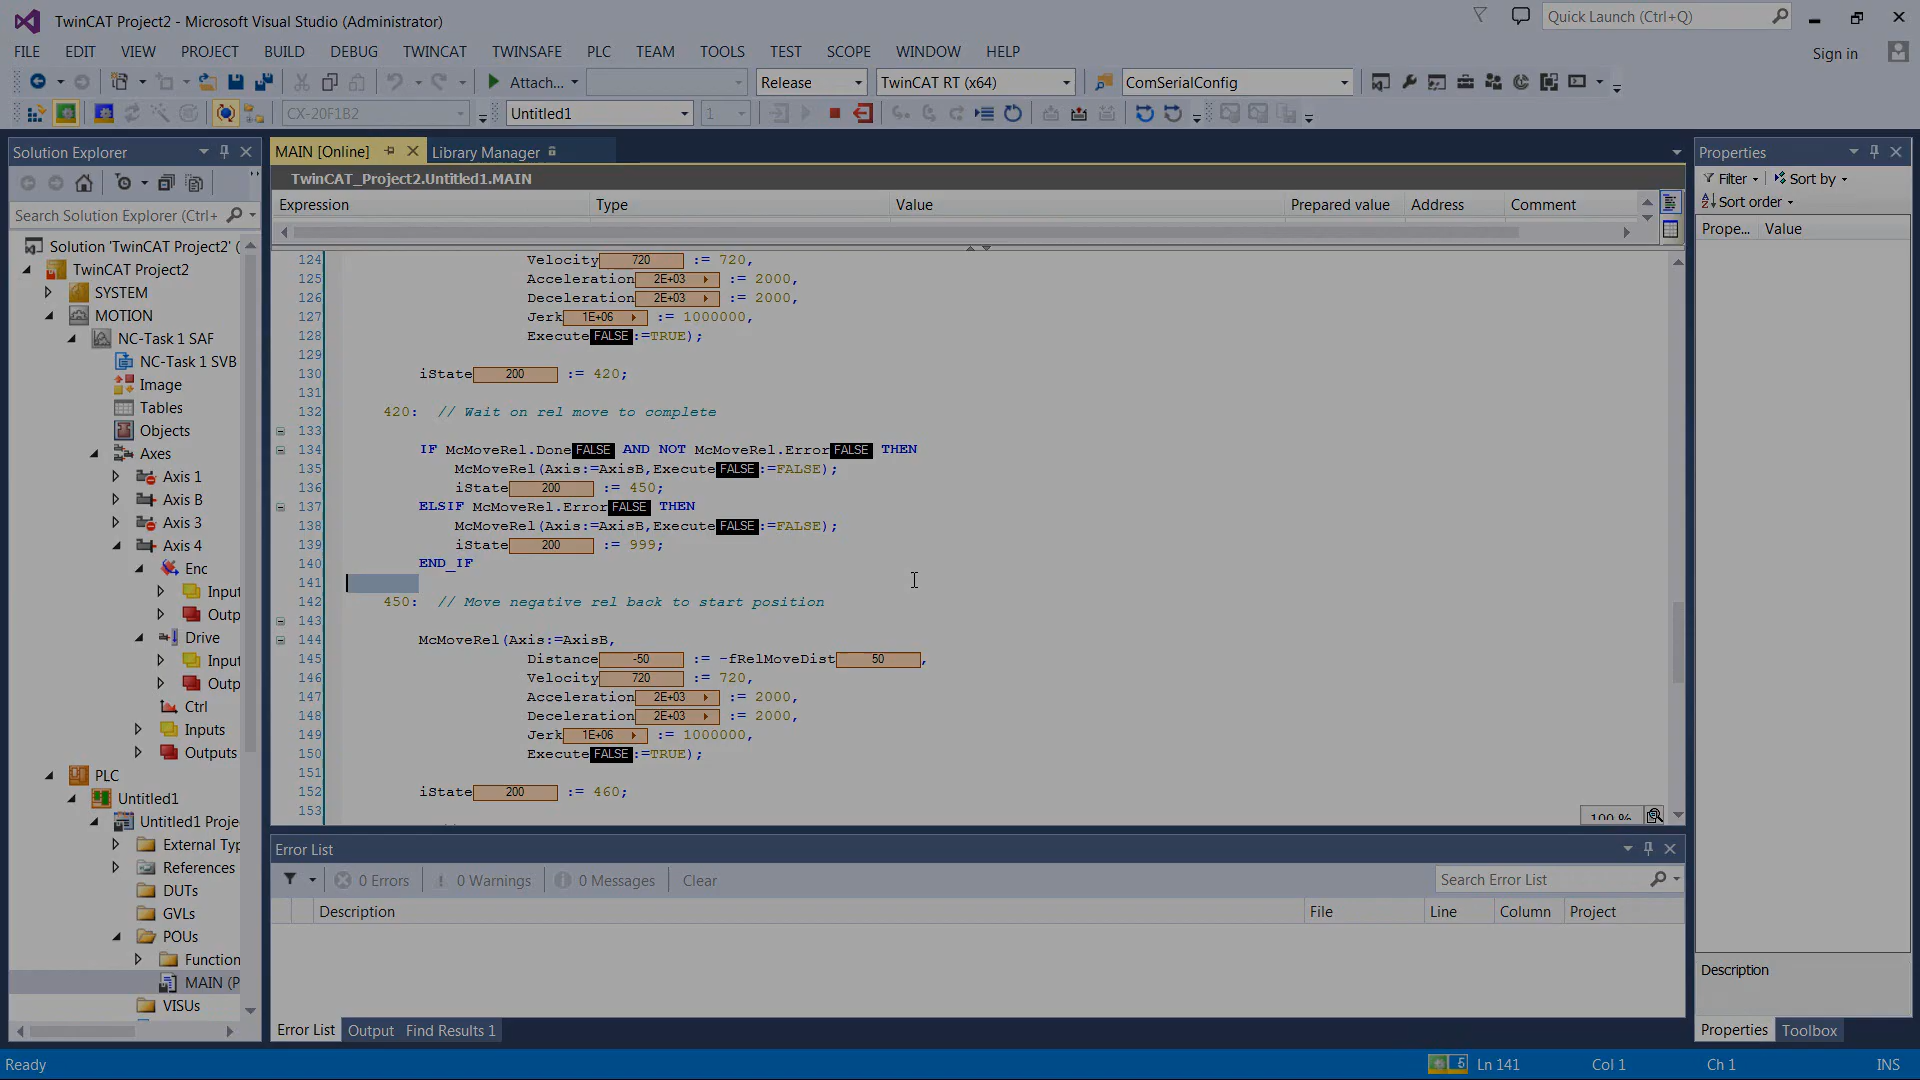 TwinCAT Project2 - Microsoft Visual Studio (Administrator)
Quick Launch (Ctrl+Q)
FILE EDIT VIEW PROJECT BUILD DEBUG TWINCAT TWINSAFE PLC TEAM TOOLS TEST SCOPE WINDOW HELP
Sign in
Attach... Release TwinCAT RT (x64) ComSerialConfig
CX-20F1B2 Untitled1 1
Solution Explorer
MAIN [Online] Library Manager
Properties
TwinCAT_Project2.Untitled1.MAIN
Filter Sort by
Search Solution Explorer (Ctrl+
Expression Type Value Prepared value Address Comment
Sort order
Prope... Value
Solution 'TwinCAT Project2' (
TwinCAT Project2
SYSTEM
MOTION
NC-Task 1 SAF
NC-Task 1 SVB
Image
Tables
Objects
Axes
Axis 1
Axis B
Axis 3
Axis 4
Enc
Input
Outp
Drive
Input
Outp
Ctrl
Inputs
Outputs
PLC
Untitled1
Untitled1 Proje
External Typ
References
DUTs
GVLs
POUs
Function
MAIN (P
VISUs
124 Velocity 720 := 720,
125 Acceleration 2E+03 := 2000,
126 Deceleration 2E+03 := 2000,
127 Jerk 1E+06 := 1000000,
128 Execute FALSE :=TRUE);
129
130 iState 200 := 420;
131
132 420: // Wait on rel move to complete
133
134 IF McMoveRel.Done FALSE AND NOT McMoveRel.Error FALSE THEN
135 McMoveRel(Axis:=AxisB,Execute FALSE :=FALSE);
136 iState 200 := 450;
137 ELSIF McMoveRel.Error FALSE THEN
138 McMoveRel(Axis:=AxisB,Execute FALSE :=FALSE);
139 iState 200 := 999;
140 END_IF
141
142 450: // Move negative rel back to start position
143
144 McMoveRel(Axis:=AxisB,
145 Distance -50 := -fRelMoveDist 50 ,
146 Velocity 720 := 720,
147 Acceleration 2E+03 := 2000,
148 Deceleration 2E+03 := 2000,
149 Jerk 1E+06 := 1000000,
150 Execute FALSE :=TRUE);
151
152 iState 200 := 460;
153
100 %
Error List
0 Errors 0 Warnings 0 Messages Clear
Search Error List
Description File Line Column Project
Description
Error List Output Find Results 1
Properties Toolbox
Ready
5 Ln 141 Col 1 Ch 1 INS